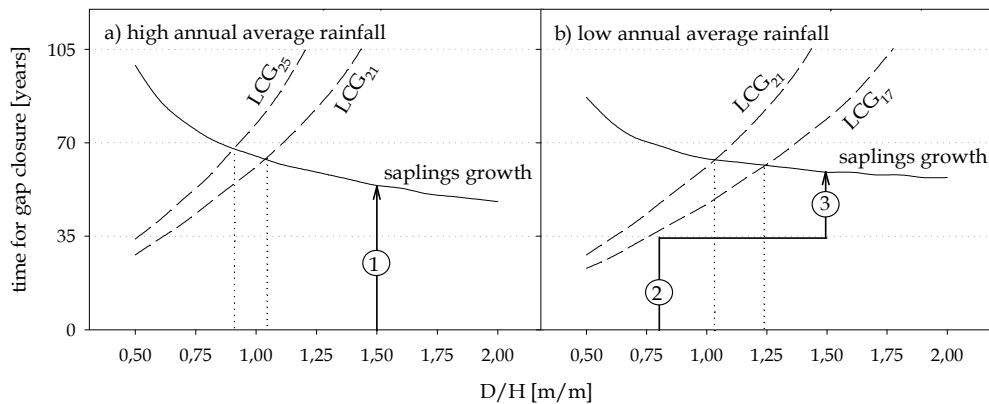 a) high annual average rainfall
b) low annual average rainfall
time for gap closure [years]
105
70
35
0
LCG25
LCG21
saplings growth
1
LCG21
LCG17
saplings growth
3
2
0,50 0,75 1,00 1,25 1,50 1,75 2,00
0,50 0,75 1,00 1,25 1,50 1,75 2,00
D/H [m/m]